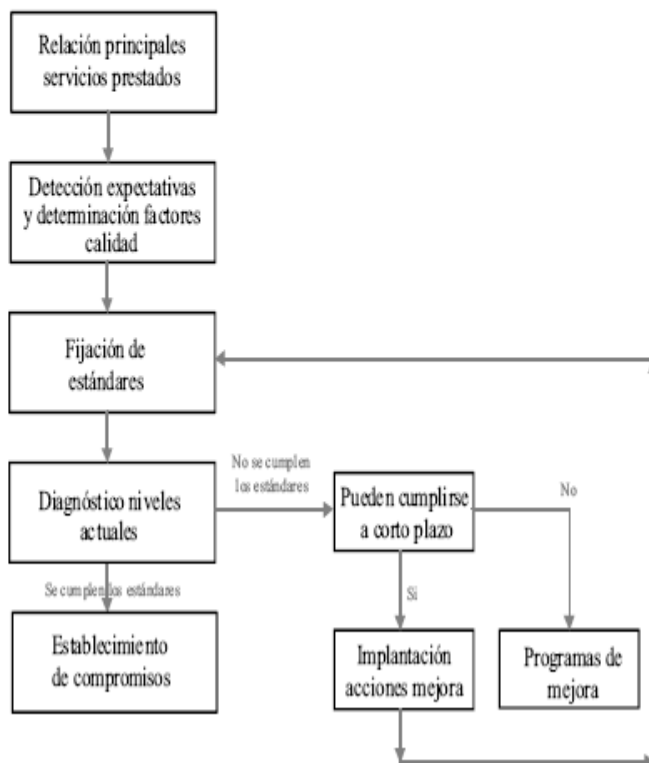 Relación principales
servicios prestados
Detección expectativas
y determinación factores
calidad
Fijación de
estándares
Diagnóstico niveles
actuales
No se cumplen
los estándares
Pueden cumplirse
a corto plazo
No
Se cumplen los estándares
Si
Establecimiento
de compromisos
Implantación
acciones mejora
Programas de
mejora